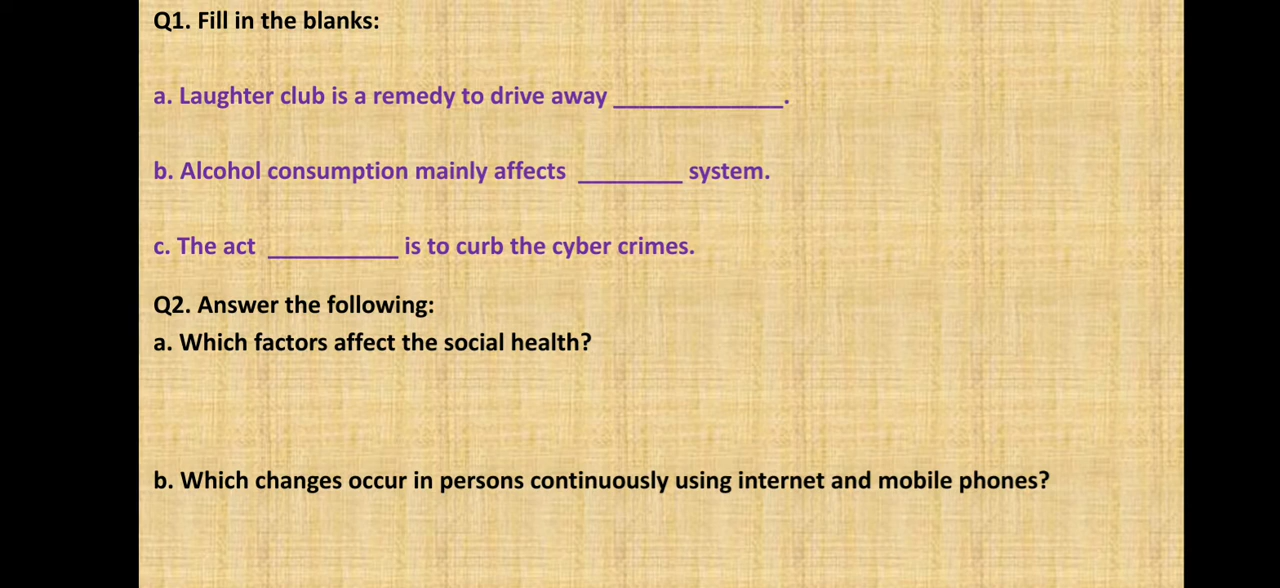 Q1. Fill in the blanks:
a. Laughter club is a remedy to drive away _____________.
b. Alcohol consumption mainly affects ________ system.
c. The act __________ is to curb the cyber crimes.
Q2. Answer the following:
a. Which factors affect the social health?
b. Which changes occur in persons continuously using internet and mobile phones?